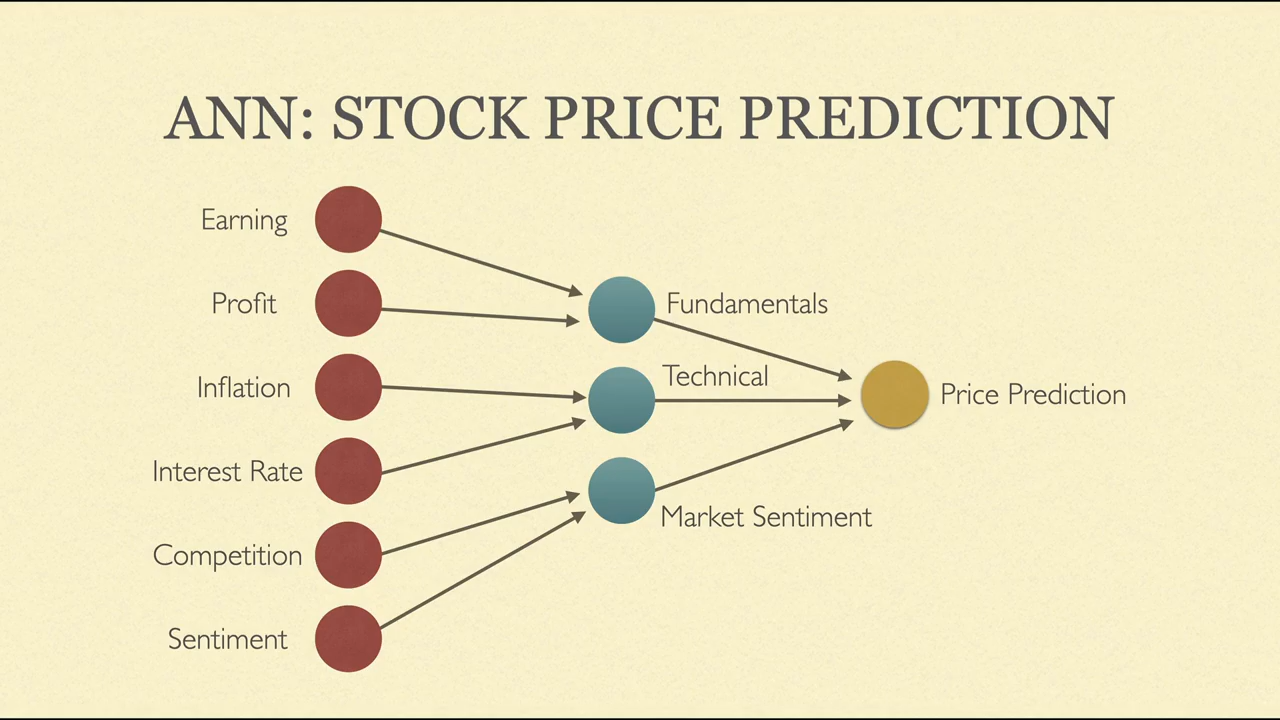 ANN: STOCK PRICE PREDICTION
Earning
Profit
Inflation
Interest Rate
Competition
Sentiment
Fundamentals
Technical
Market Sentiment
Price Prediction